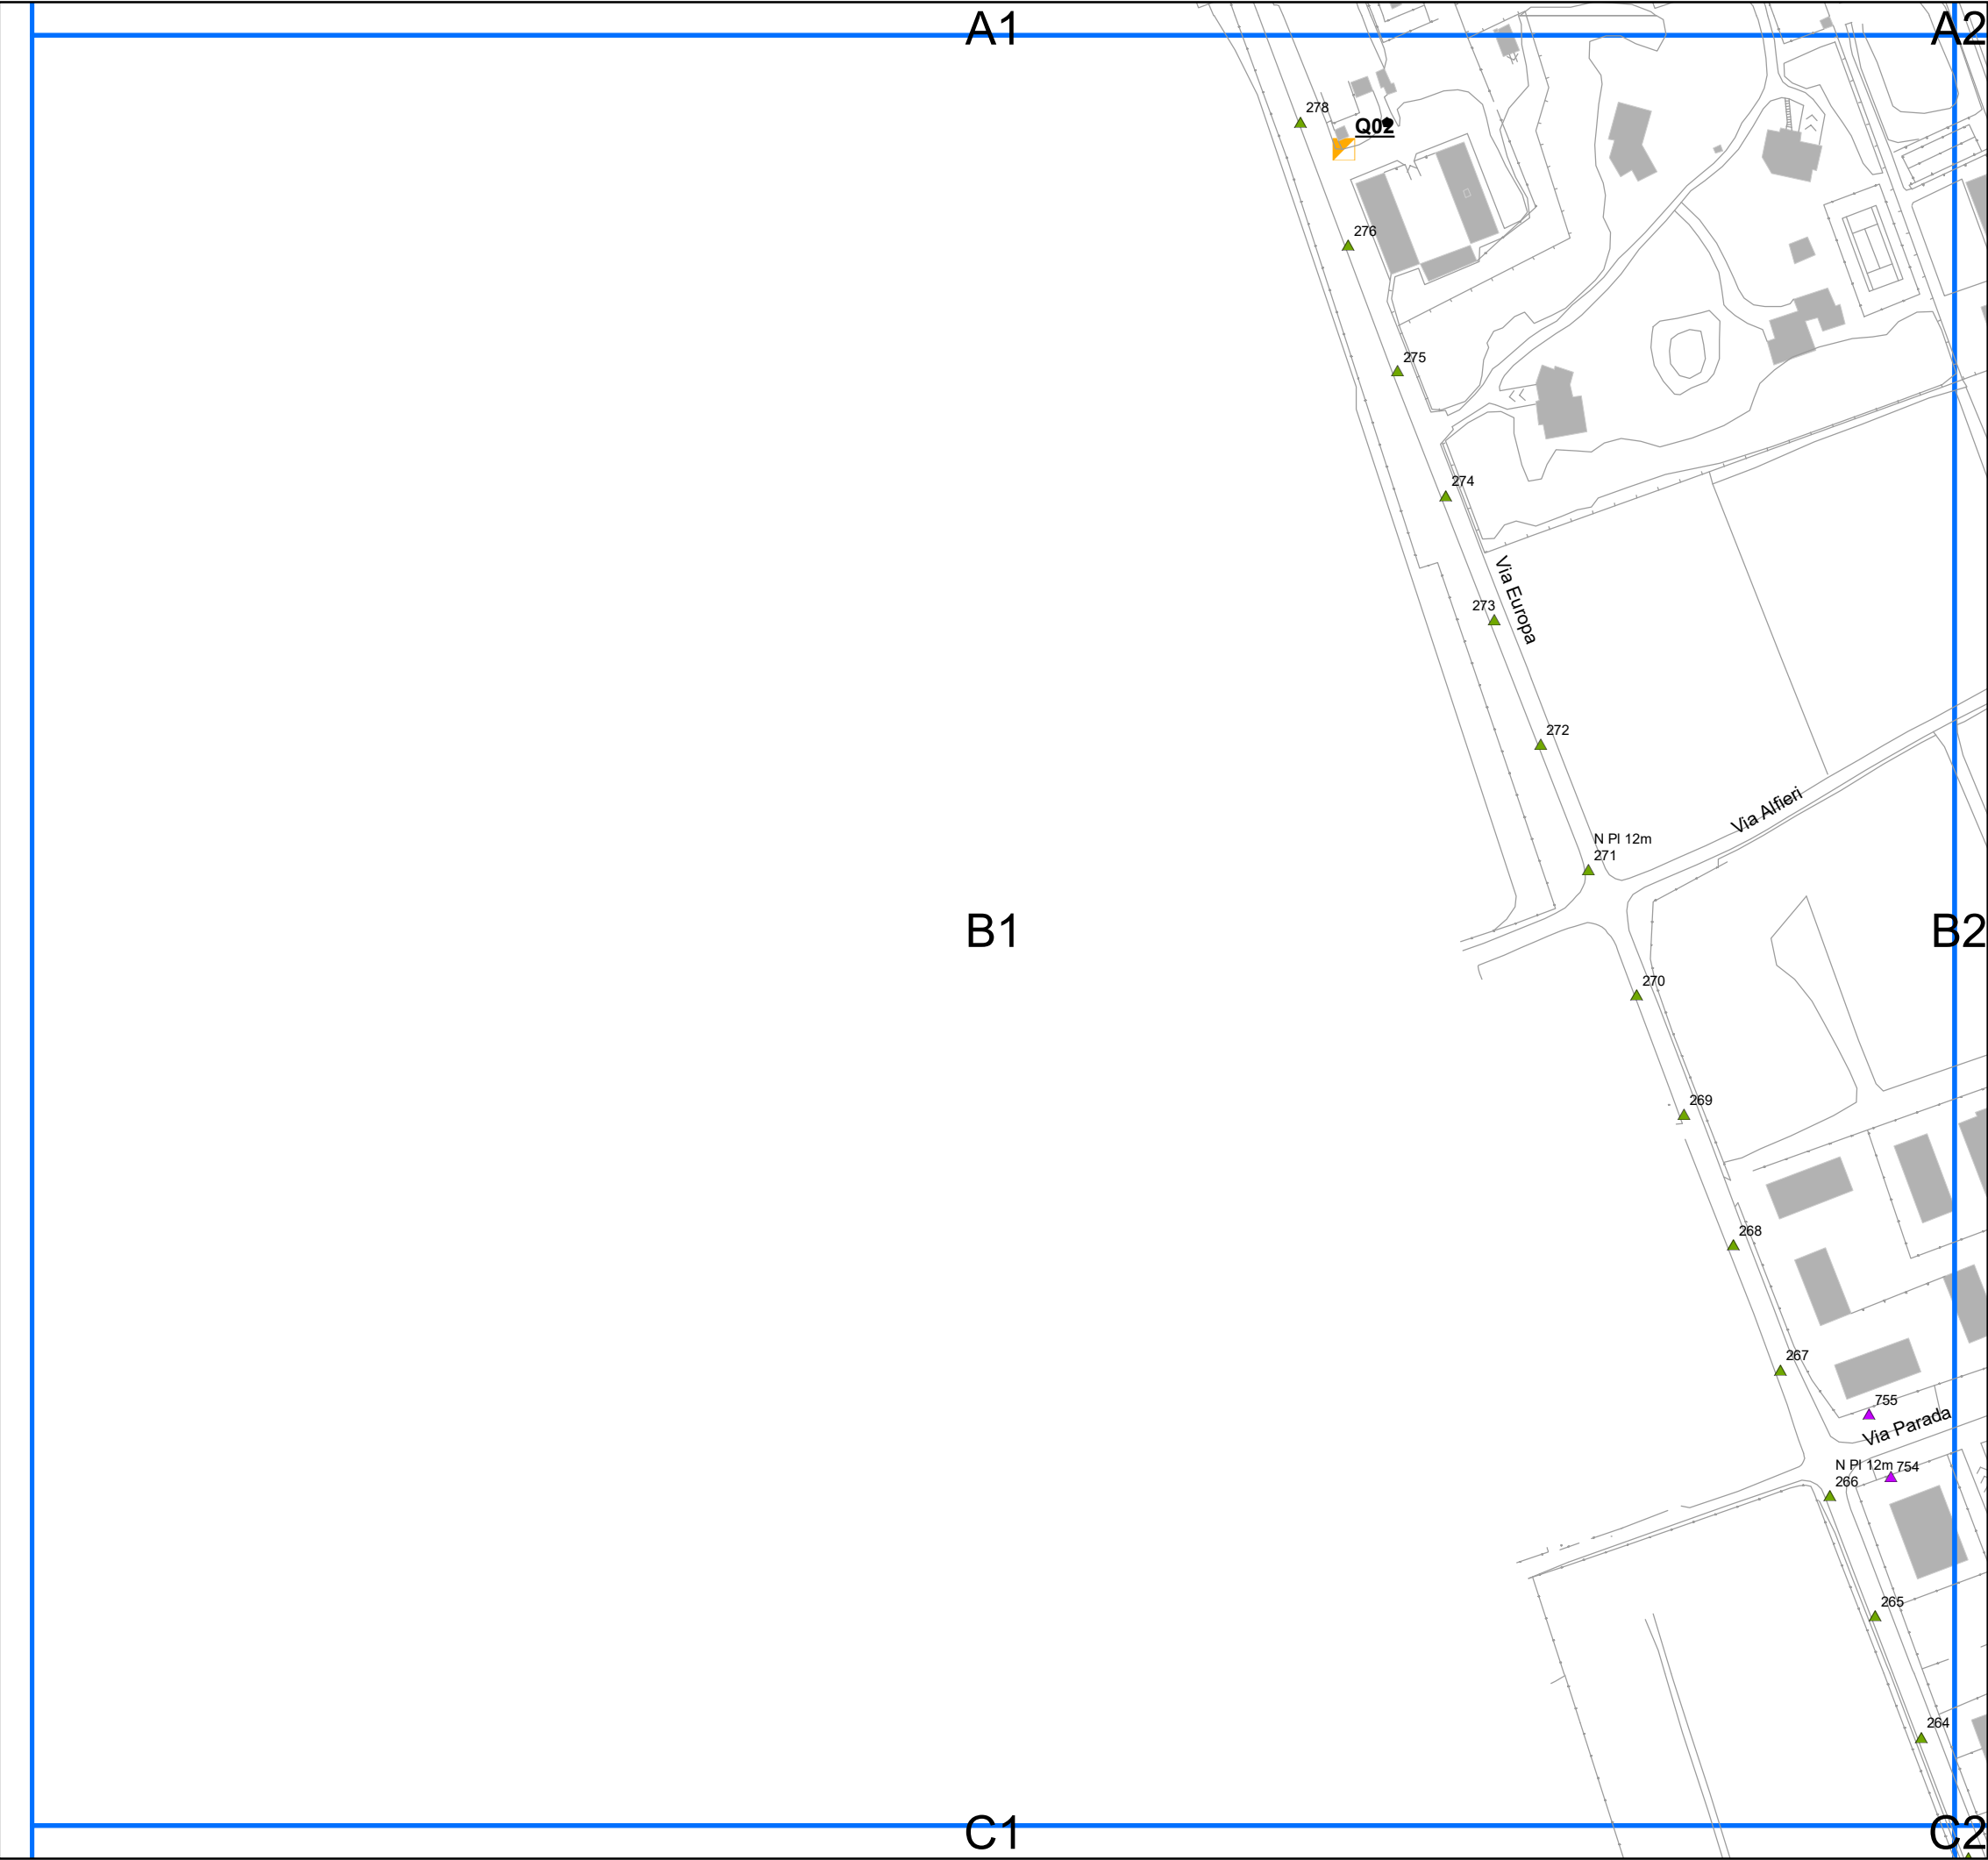 A1
A2
278
Q02
276
275
274
Via Europa
273
272
Via Alfieri
N Pl 12m
271
B1
B2
270
269
268
267
755
Via Parada
N Pl 12m 754
266
265
264
C1
C2